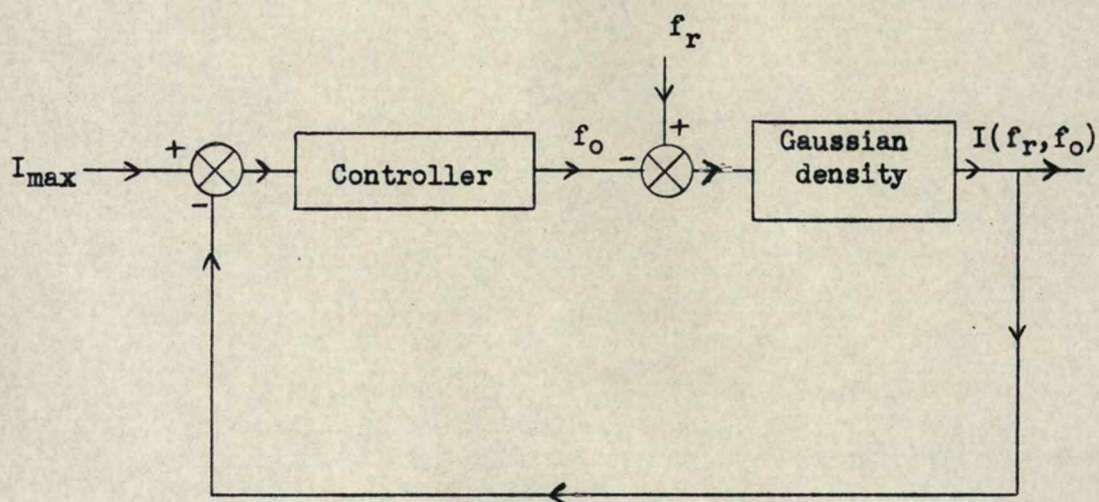 f_r
+
I_max
+
-
Controller
f_o
-
Gaussian
density
I(f_r,f_o)